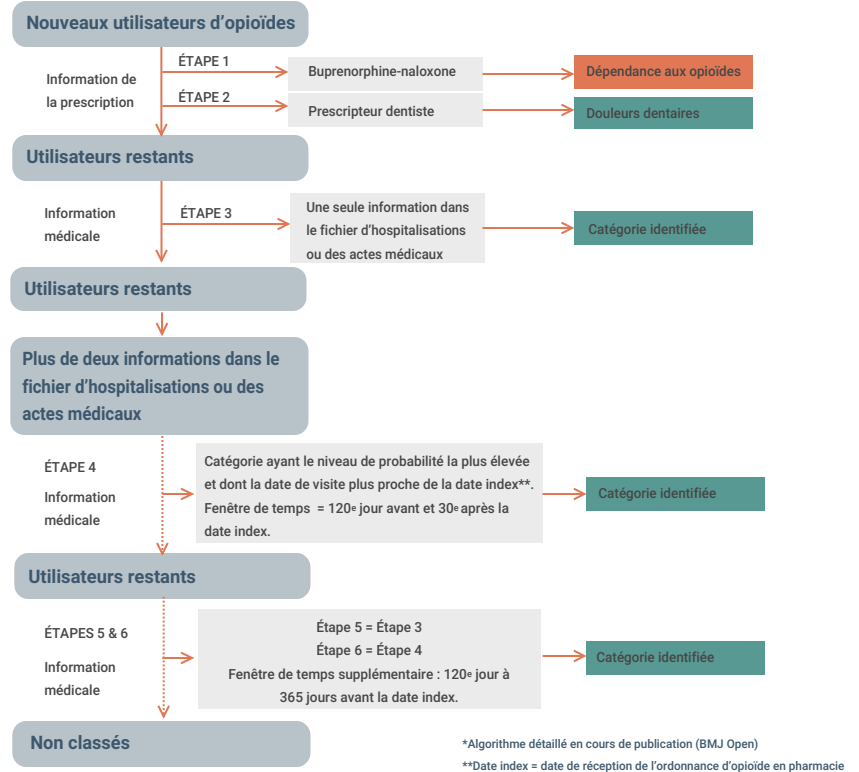 Nouveaux utilisateurs d’opioïdes
Information de
la prescription
ÉTAPE 1
Buprenorphine-naloxone
Dépendance aux opioïdes
ÉTAPE 2
Prescripteur dentiste
Douleurs dentaires
Utilisateurs restants
Information
médicale
ÉTAPE 3
Une seule information dans
le fichier d’hospitalisations
ou des actes médicaux
Catégorie identifiée
Utilisateurs restants
Plus de deux informations dans le
fichier d’hospitalisations ou des
actes médicaux
ÉTAPE 4
Information
médicale
Catégorie ayant le niveau de probabilité la plus élevée
et dont la date de visite plus proche de la date index**.
Fenêtre de temps = 120e jour avant et 30e après la
date index.
Catégorie identifiée
Utilisateurs restants
ÉTAPES 5 & 6
Information
médicale
Étape 5 = Étape 3
Étape 6 = Étape 4
Fenêtre de temps supplémentaire : 120e jour à
365 jours avant la date index.
Catégorie identifiée
Non classés
*Algorithme détaillé en cours de publication (BMJ Open)
**Date index = date de réception de l’ordonnance d’opioïde en pharmacie